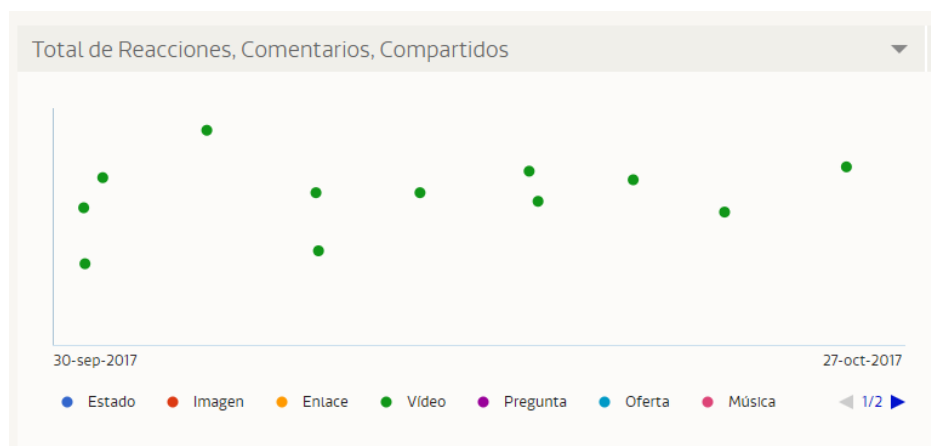 Total de Reacciones, Comentarios, Compartidos
30-sep-2017 27-oct-2017
Estado Imagen Enlace Vídeo Pregunta Oferta Música 1/2